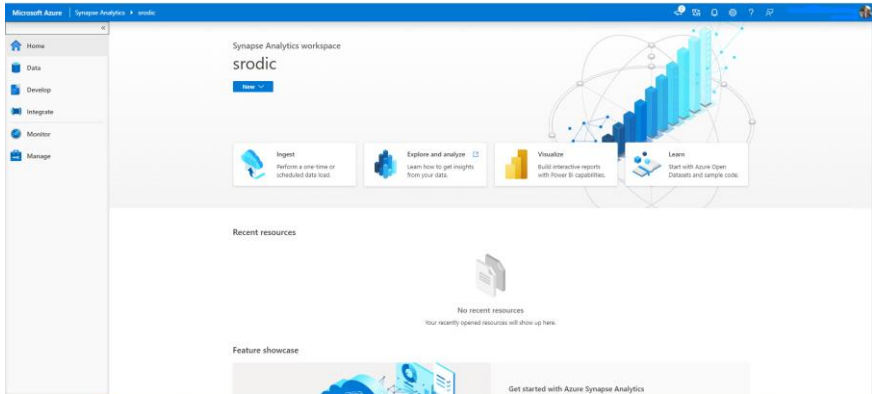 Microsoft Azure
Synapse Analytics ▸ srodic
1
?
«
Home
Data
Develop
Integrate
Monitor
Manage
Synapse Analytics workspace
srodic
New
Ingest
Perform a one-time or
scheduled data load.
Explore and analyze
Learn how to get insights
from your data.
Visualize
Build interactive reports
with Power BI capabilities.
Learn
Start with Azure Open
Datasets and sample code.
Recent resources
No recent resources
Your recently opened resources will show up here.
Feature showcase
Get started with Azure Synapse Analytics